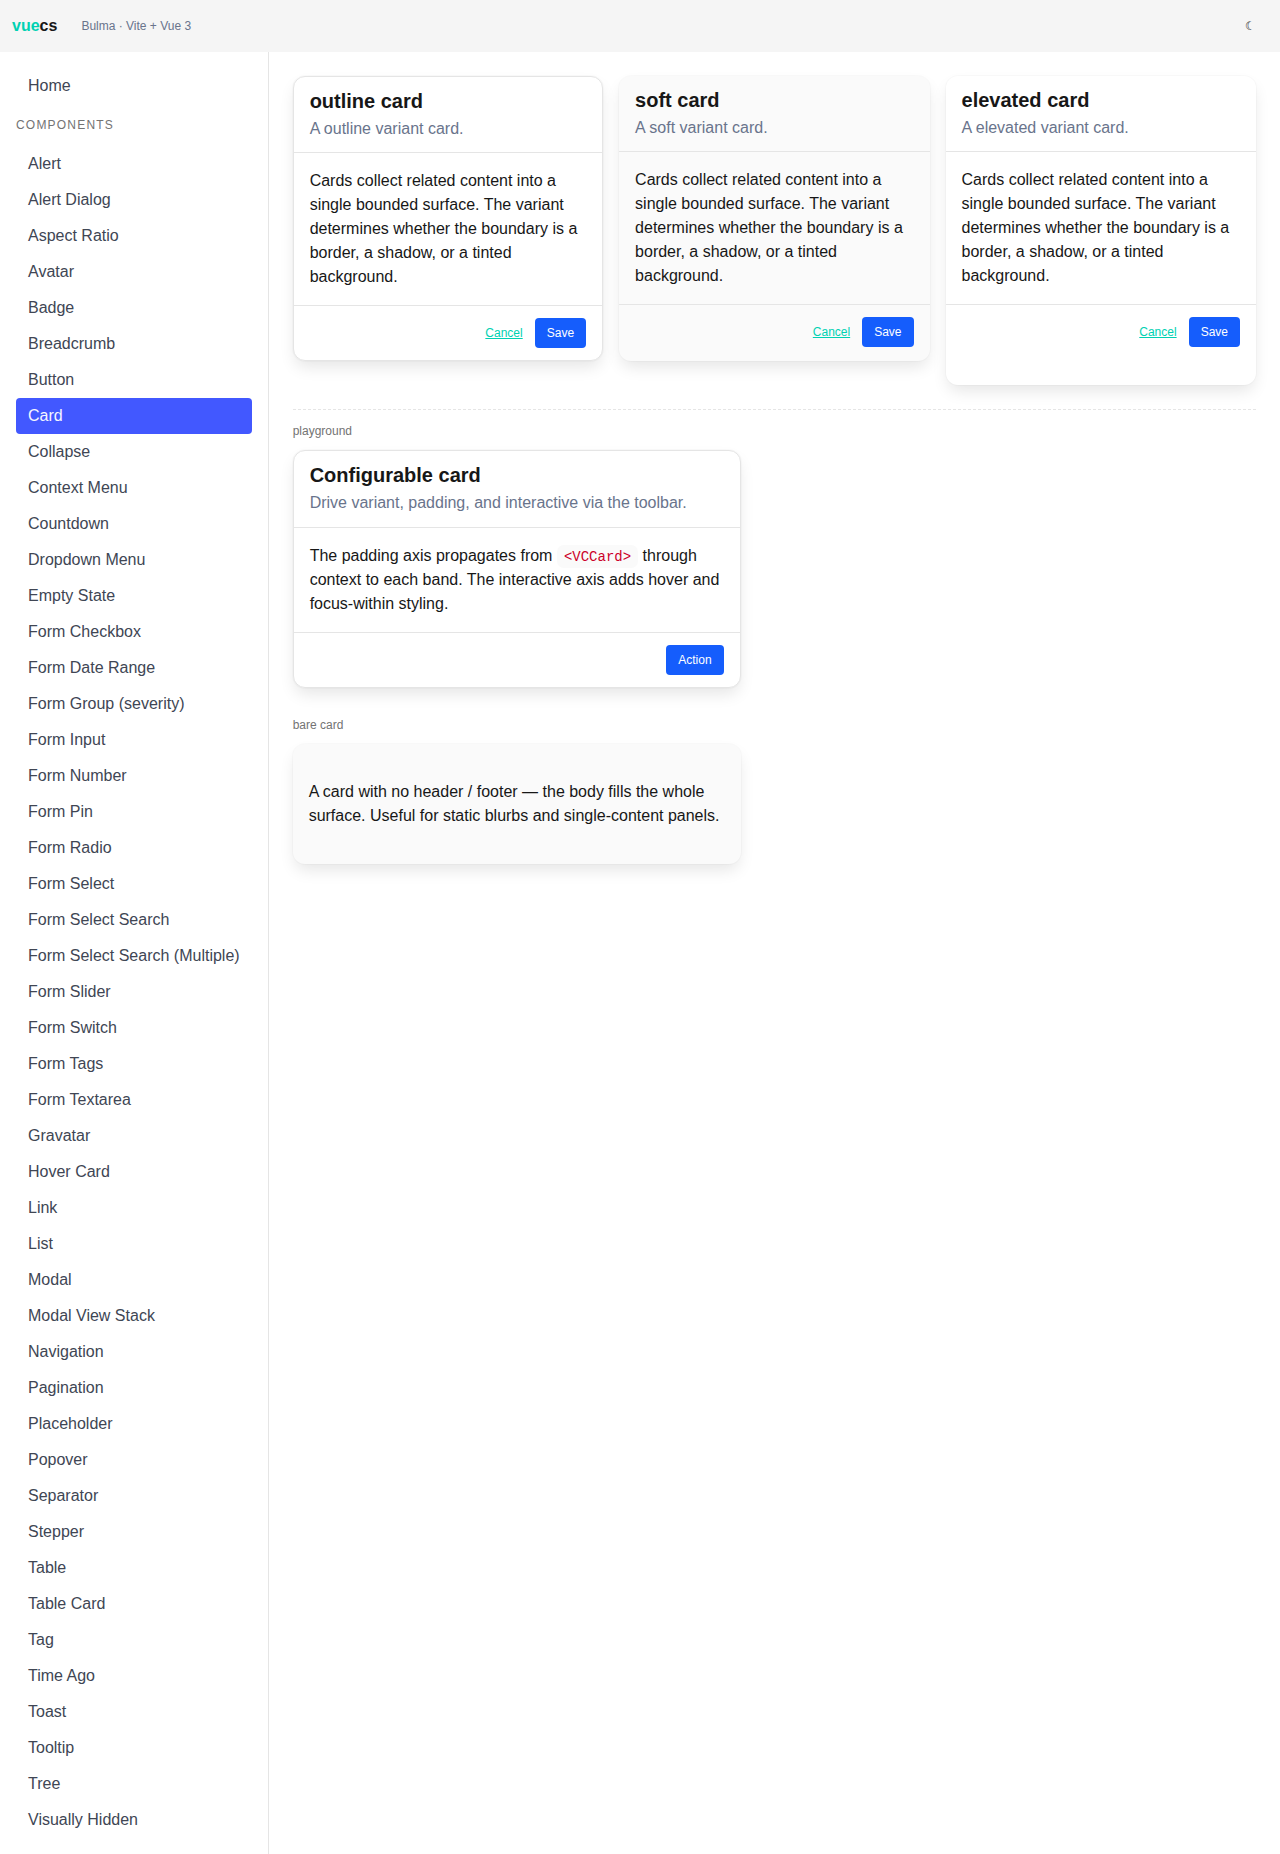 vuecs
Bulma · Vite + Vue 3
Home
COMPONENTS
Alert
Alert Dialog
Aspect Ratio
Avatar
Badge
Breadcrumb
Button
Card
Collapse
Context Menu
Countdown
Dropdown Menu
Empty State
Form Checkbox
Form Date Range
Form Group (severity)
Form Input
Form Number
Form Pin
Form Radio
Form Select
Form Select Search
Form Select Search (Multiple)
Form Slider
Form Switch
Form Tags
Form Textarea
Gravatar
Hover Card
Link
List
Modal
Modal View Stack
Navigation
Pagination
Placeholder
Popover
Separator
Stepper
Table
Table Card
Tag
Time Ago
Toast
Tooltip
Tree
Visually Hidden
outline card
A outline variant card.
Cards collect related content into a
single bounded surface. The variant
determines whether the boundary is a
border, a shadow, or a tinted
background.
Cancel Save
soft card
A soft variant card.
Cards collect related content into a
single bounded surface. The variant
determines whether the boundary is a
border, a shadow, or a tinted
background.
Cancel Save
elevated card
A elevated variant card.
Cards collect related content into a
single bounded surface. The variant
determines whether the boundary is a
border, a shadow, or a tinted
background.
Cancel Save
playground
Configurable card
Drive variant, padding, and interactive via the toolbar.
The padding axis propagates from <VCCard> through
context to each band. The interactive axis adds hover and
focus-within styling.
Action
bare card
A card with no header / footer — the body fills the whole
surface. Useful for static blurbs and single-content panels.